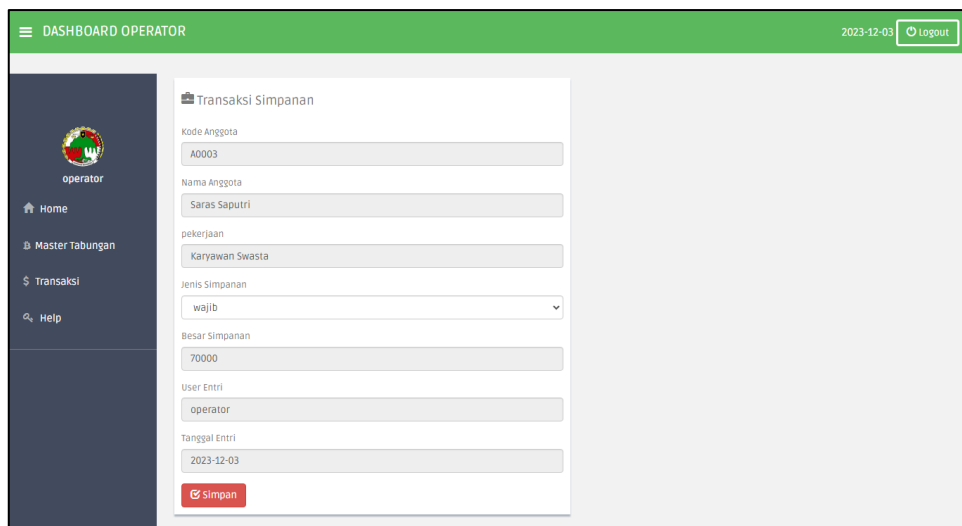 DASHBOARD OPERATOR
2023-12-03
Logout
operator
Home
Master Tabungan
Transaksi
Help
Transaksi Simpanan
Kode Anggota
A0003
Nama Anggota
Saras Saputri
pekerjaan
Karyawan Swasta
Jenis Simpanan
wajib
Besar Simpanan
70000
User Entri
operator
Tanggal Entri
2023-12-03
Simpan